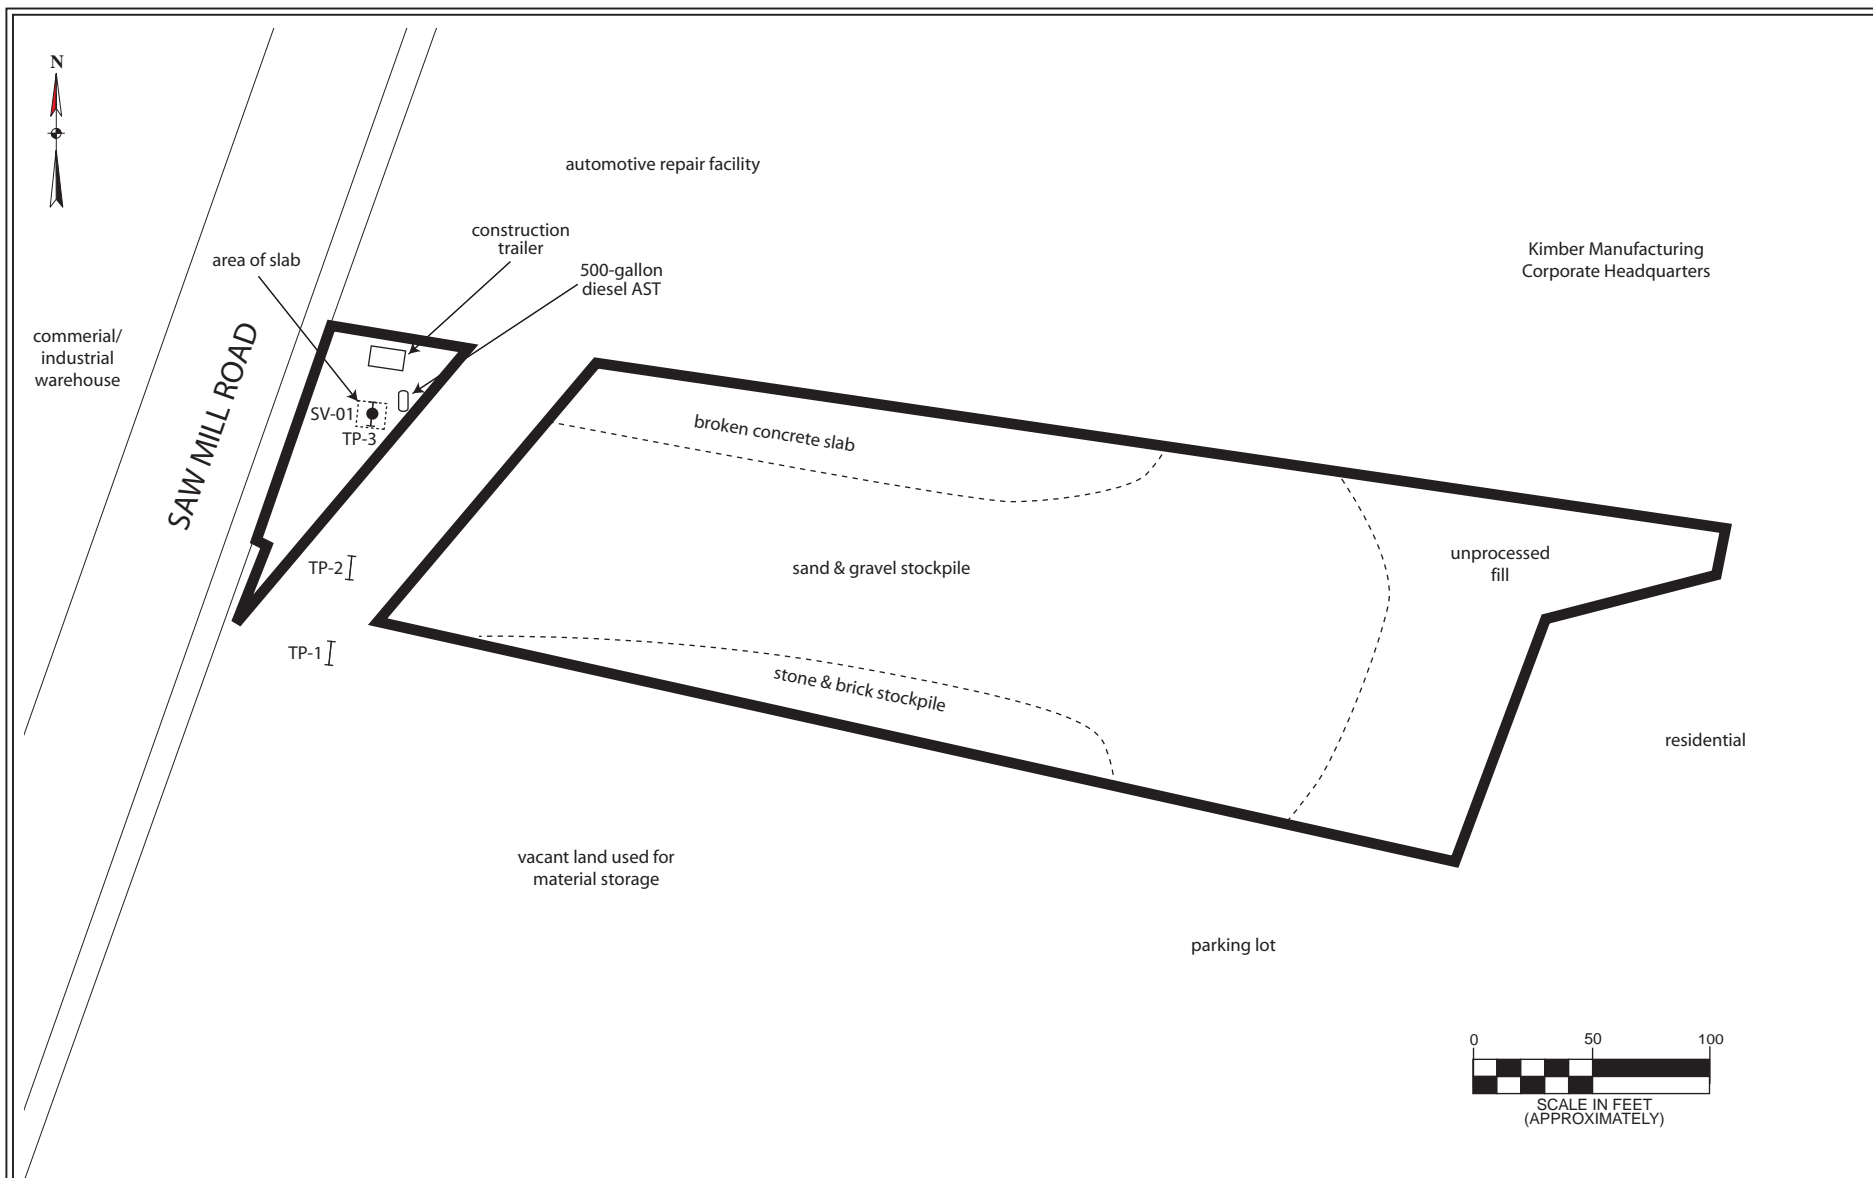 N
automotive repair facility
construction
trailer
area of slab
500-gallon
diesel AST
Kimber Manufacturing
Corporate Headquarters
commerial/
industrial
warehouse
SAW MILL ROAD
SV-01
TP-3
broken concrete slab
TP-2
sand & gravel stockpile
unprocessed
fill
TP-1
stone & brick stockpile
residential
vacant land used for
material storage
parking lot
0 50 100
SCALE IN FEET
(APPROXIMATELY)